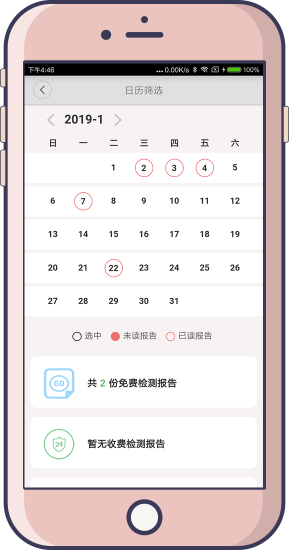 下午4:46 ... 0.00K/s 100%
日历筛选
2019-1
日 一 二 三 四 五 六
1 2 3 4 5
6 7 8 9 10 11 12
13 14 15 16 17 18 19
20 21 22 23 24 25 26
27 28 29 30 31
选中 未读报告 已读报告
60 共 2 份免费检测报告
24 暂无收费检测报告